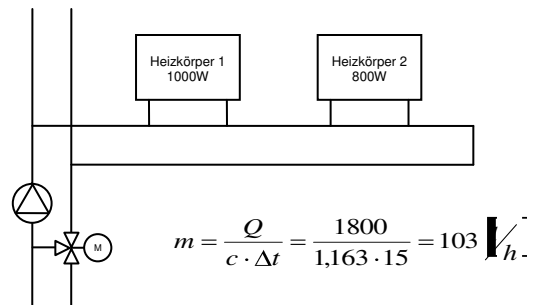 Heizkörper 1
1000W
Heizkörper 2
800W
M
m = Q / (c · Δt) = 1800 / (1,163 · 15) = 103 /h